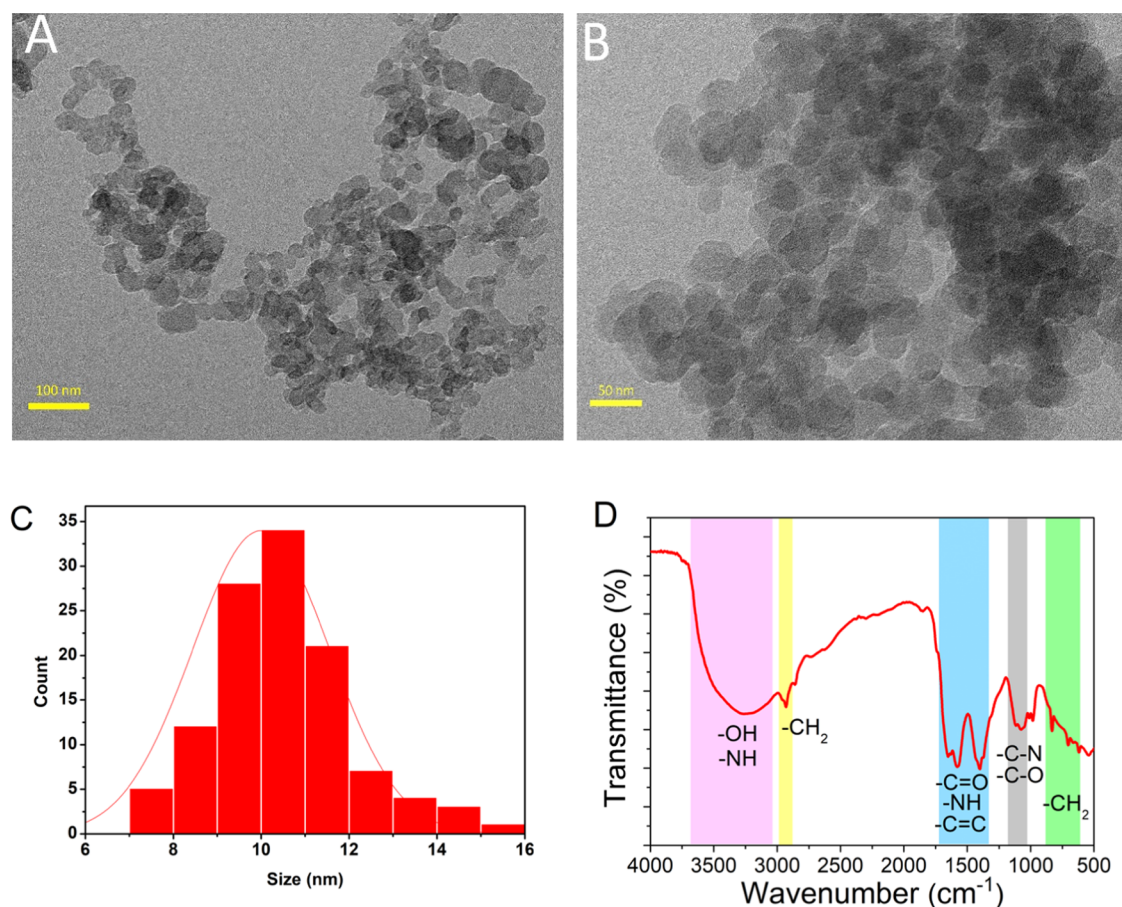 A
100 nm
B
50 nm
C
Count
35
30
25
20
15
10
5
0
6 8 10 12 14 16
Size (nm)
D
Transmittance (%)
-OH
-NH
-CH₂
-C=O
-NH
-C=C
-C-N
-C-O
-CH₂
4000 3500 3000 2500 2000 1500 1000 500
Wavenumber (cm⁻¹)